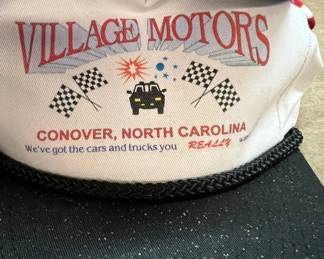 VILLAGE MOTORS
CONOVER, NORTH CAROLINA
We've got the cars and trucks you REALLY